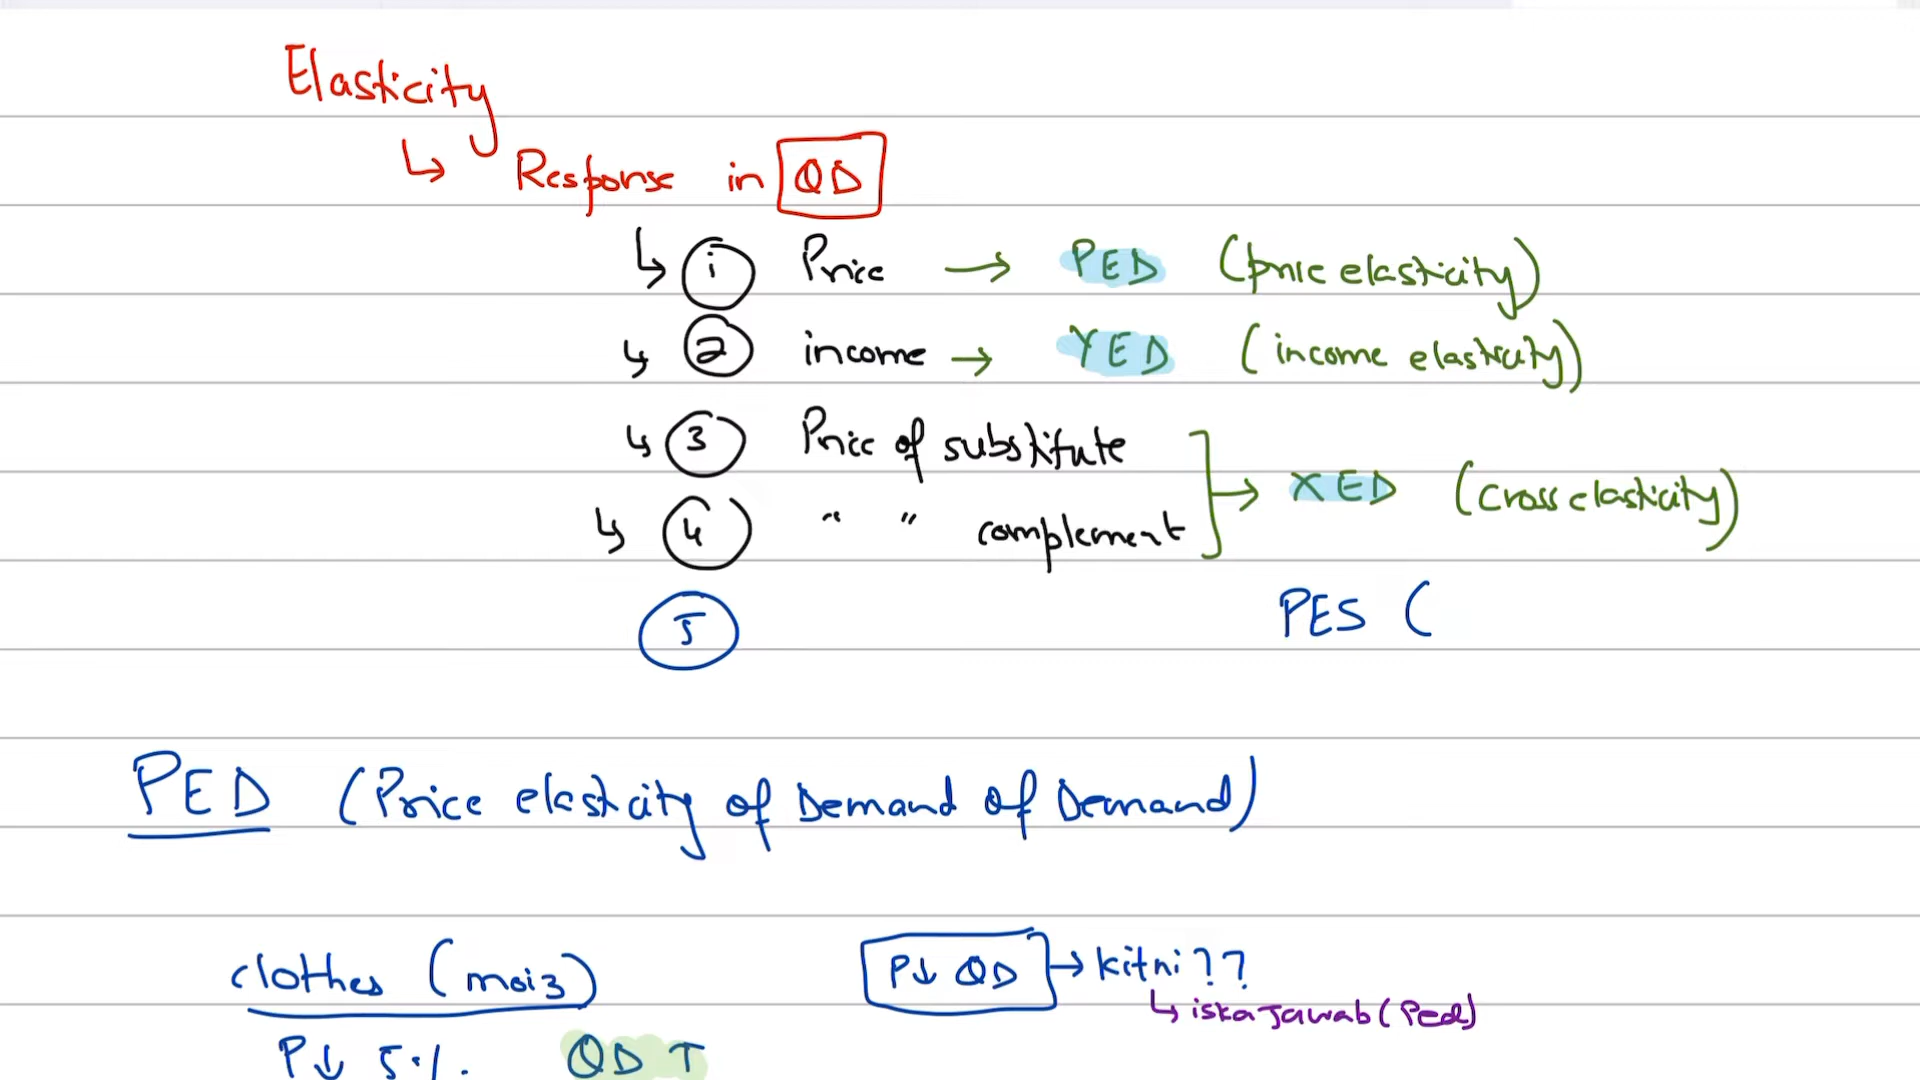 Elasticity
↳ Response in QD
↳ 1 Price → PED (price elasticity)
↳ 2 income → YED (income elasticity)
↳ 3 Price of substitute
↳ 4 " " complement → XED (cross elasticity)
5 PES (
PED (Price elasticity of Demand of Demand)
clothes (moiz) P↓ QD → kitni??
↳ iska jawab (Ped)
P↓ 5%. QD ↑